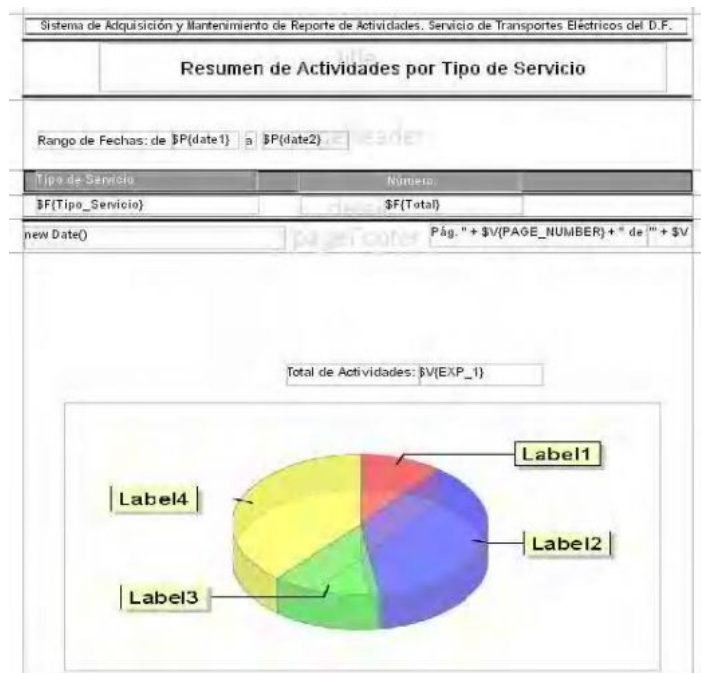 Sistema de Adquisición y Mantenimiento de Reporte de Actividades. Servicio de Transportes Eléctricos del D.F.
Resumen de Actividades por Tipo de Servicio
Rango de Fechas: de $P{date1} a $P{date2}
Tipo de Servicio Número
$F{Tipo_Servicio} $F{Total}
pageFooter
new Date() Pág. " + $V{PAGE_NUMBER} + " de "" + $V
Total de Actividades: $V{EXP_1}
Label1
Label4
Label2
Label3